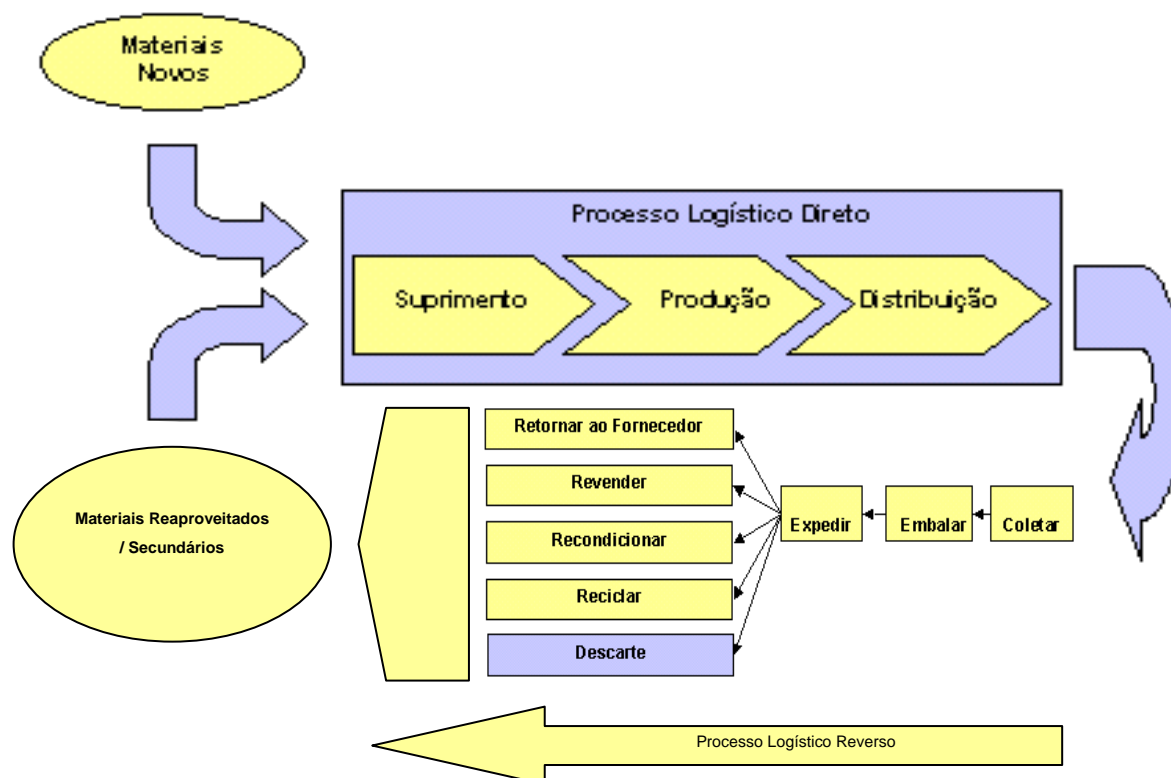 Materiais
Novos
Processo Logístico Direto
Suprimento
Produção
Distribuição
Retornar ao Fornecedor
Revender
Recondicionar
Reciclar
Descarte
Expedir
Embalar
Coletar
Materiais Reaproveitados
/ Secundários
Processo Logístico Reverso